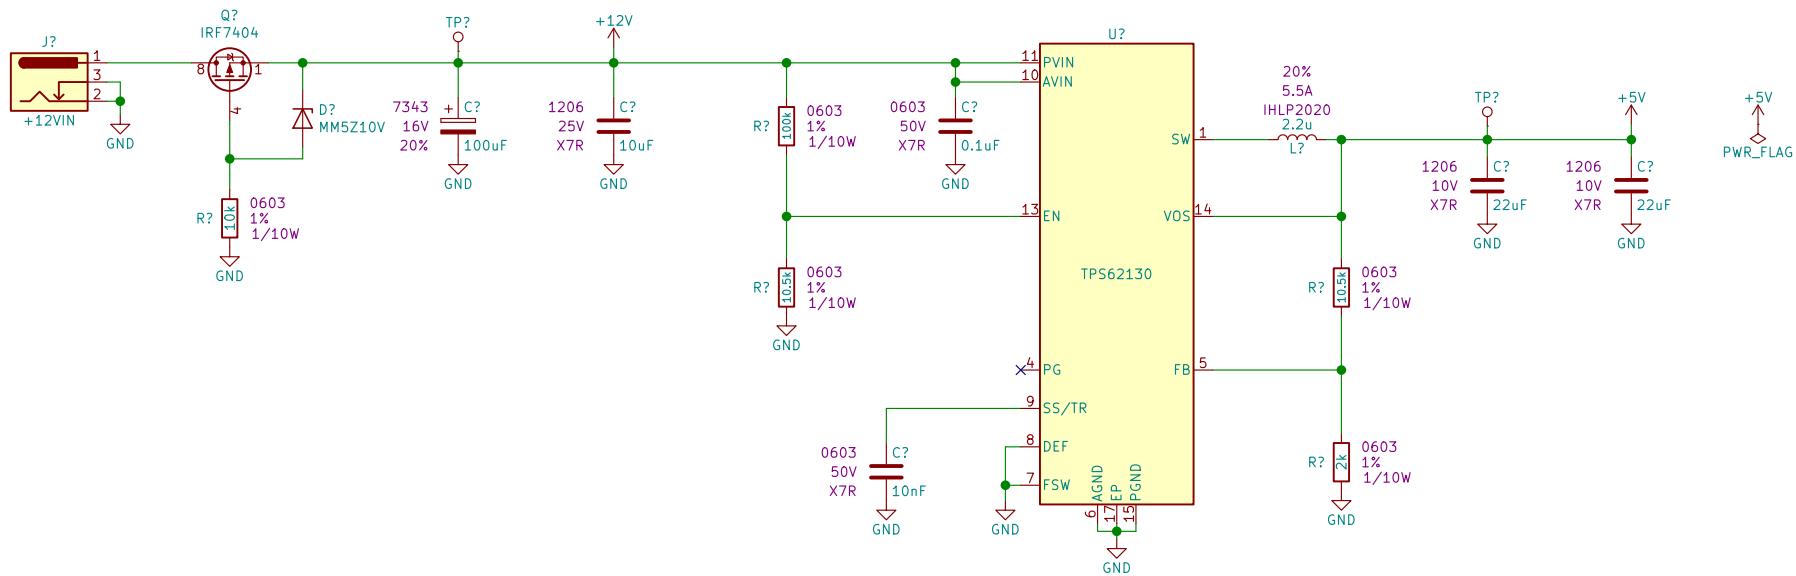 J?
1
3
2
+12VIN
GND
Q?
IRF7404
8
1
4
D?
MM5Z10V
R?
10k
0603
1%
1/10W
GND
TP?
7343
16V
20%
+
C?
100uF
GND
+12V
1206
25V
X7R
C?
10uF
GND
R?
100k
0603
1%
1/10W
R?
10.5k
0603
1%
1/10W
GND
0603
50V
X7R
C?
0.1uF
GND
0603
50V
X7R
C?
10nF
GND
GND
U?
11
PVIN
10
AVIN
13
EN
4
PG
9
SS/TR
8
DEF
7
FSW
TPS62130
SW
1
VOS
14
FB
5
AGND
EP
PGND
6
17
15
GND
20%
5.5A
IHLP2020
2.2u
L?
R?
10.5k
0603
1%
1/10W
R?
2k
0603
1%
1/10W
GND
TP?
1206
10V
X7R
C?
22uF
GND
+5V
1206
10V
X7R
C?
22uF
GND
+5V
PWR_FLAG